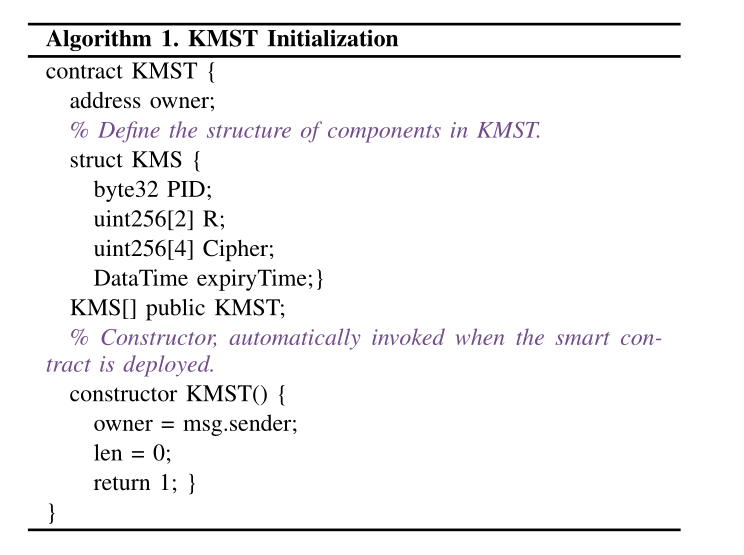 Algorithm 1. KMST Initialization
contract KMST {
address owner;
% Define the structure of components in KMST.
struct KMS {
byte32 PID;
uint256[2] R;
uint256[4] Cipher;
DataTime expiryTime;}
KMS[] public KMST;
% Constructor, automatically invoked when the smart con-
tract is deployed.
constructor KMST() {
owner = msg.sender;
len = 0;
return 1; }
}